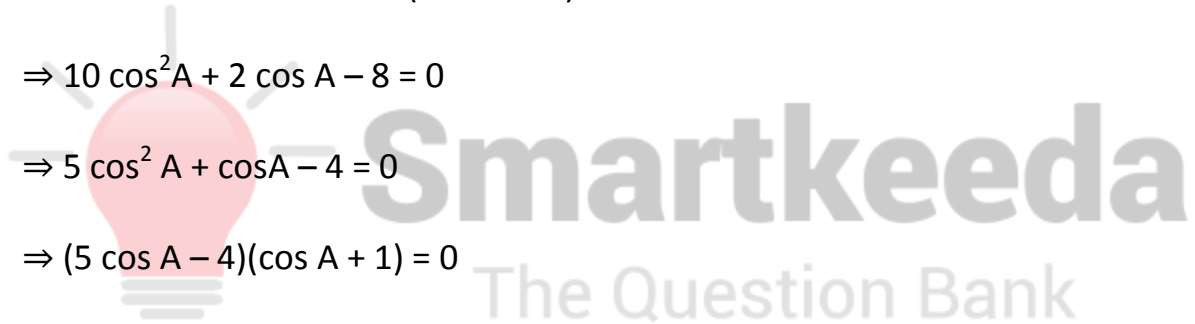 ⇒ 10 cos²A + 2 cos A – 8 = 0
⇒ 5 cos² A + cosA – 4 = 0
Smartkeeda
⇒ (5 cos A – 4)(cos A + 1) = 0
The Question Bank